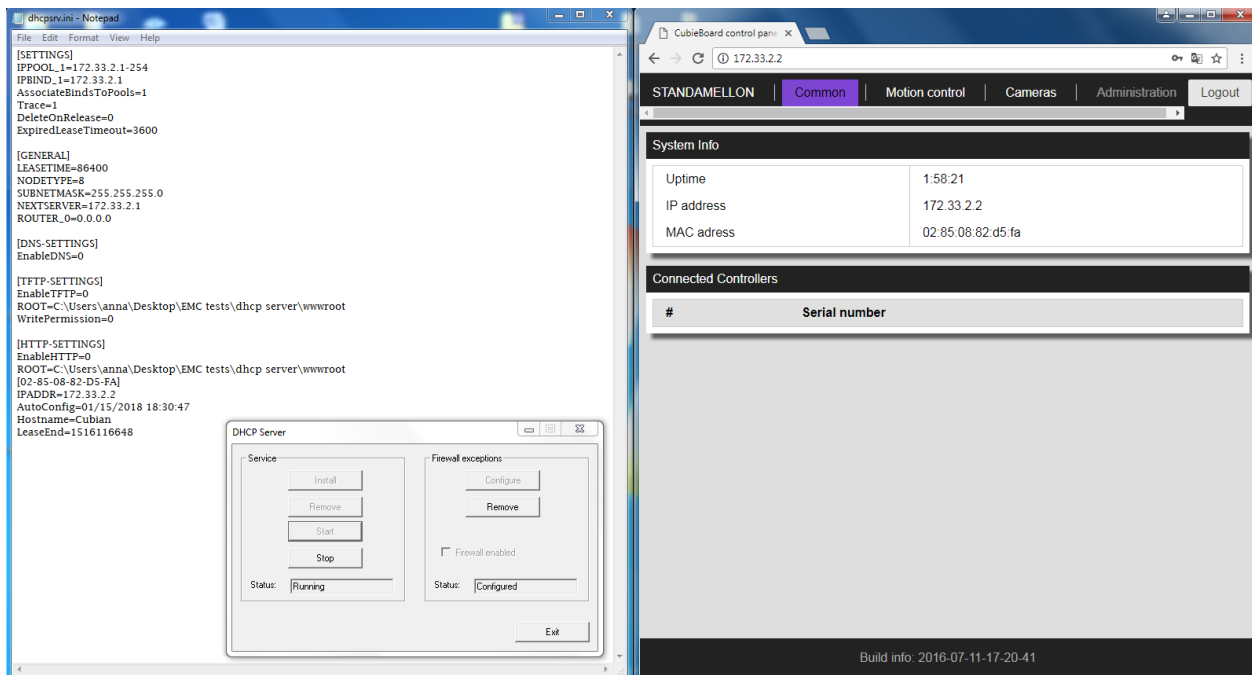 dhcpsrv.ini - Notepad
File Edit Format View Help
[SETTINGS]
IPPOOL_1=172.33.2.1-254
IPBIND_1=172.33.2.1
AssociateBindsToPools=1
Trace=1
DeleteOnRelease=0
ExpiredLeaseTimeout=3600
[GENERAL]
LEASETIME=86400
NODETYPE=8
SUBNETMASK=255.255.255.0
NEXTSERVER=172.33.2.1
ROUTER_0=0.0.0.0
[DNS-SETTINGS]
EnableDNS=0
[TFTP-SETTINGS]
EnableTFTP=0
ROOT=C:\Users\anna\Desktop\EMC tests\dhcp server\wwwroot
WritePermission=0
[HTTP-SETTINGS]
EnableHTTP=0
ROOT=C:\Users\anna\Desktop\EMC tests\dhcp server\wwwroot
[02-85-08-82-D5-FA]
IPADDR=172.33.2.2
AutoConfig=01/15/2018 18:30:47
Hostname=Cubian
LeaseEnd=1516116648
DHCP Server
Service
Install
Remove
Start
Stop
Status: Running
Firewall exceptions
Configure
Remove
Firewall enabled
Status: Configured
Exit
CubieBoard control pane
172.33.2.2
STANDAMELLON | Common | Motion control | Cameras | Administration Logout
System Info
Uptime 1:58:21
IP address 172.33.2.2
MAC adress 02:85:08:82:d5:fa
Connected Controllers
# Serial number
Build info: 2016-07-11-17-20-41